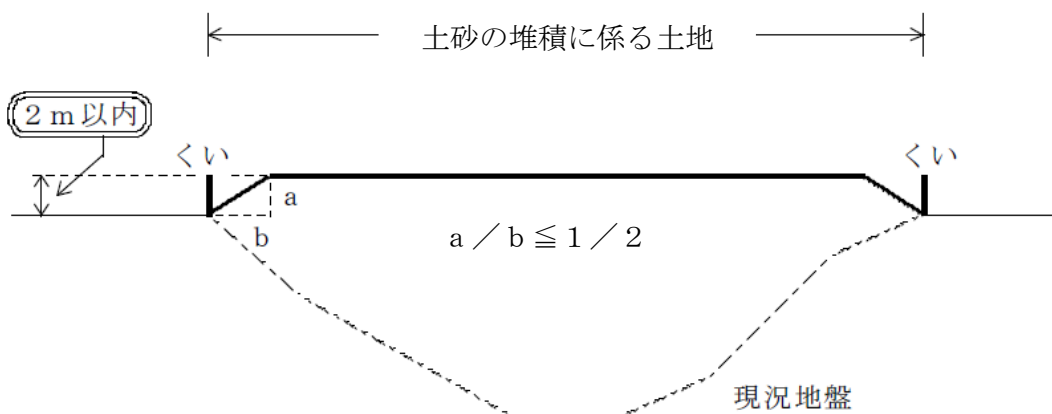 土砂の堆積に係る土地
２ｍ以内
くい
くい
a
b
ａ／ｂ≦１／２
現況地盤